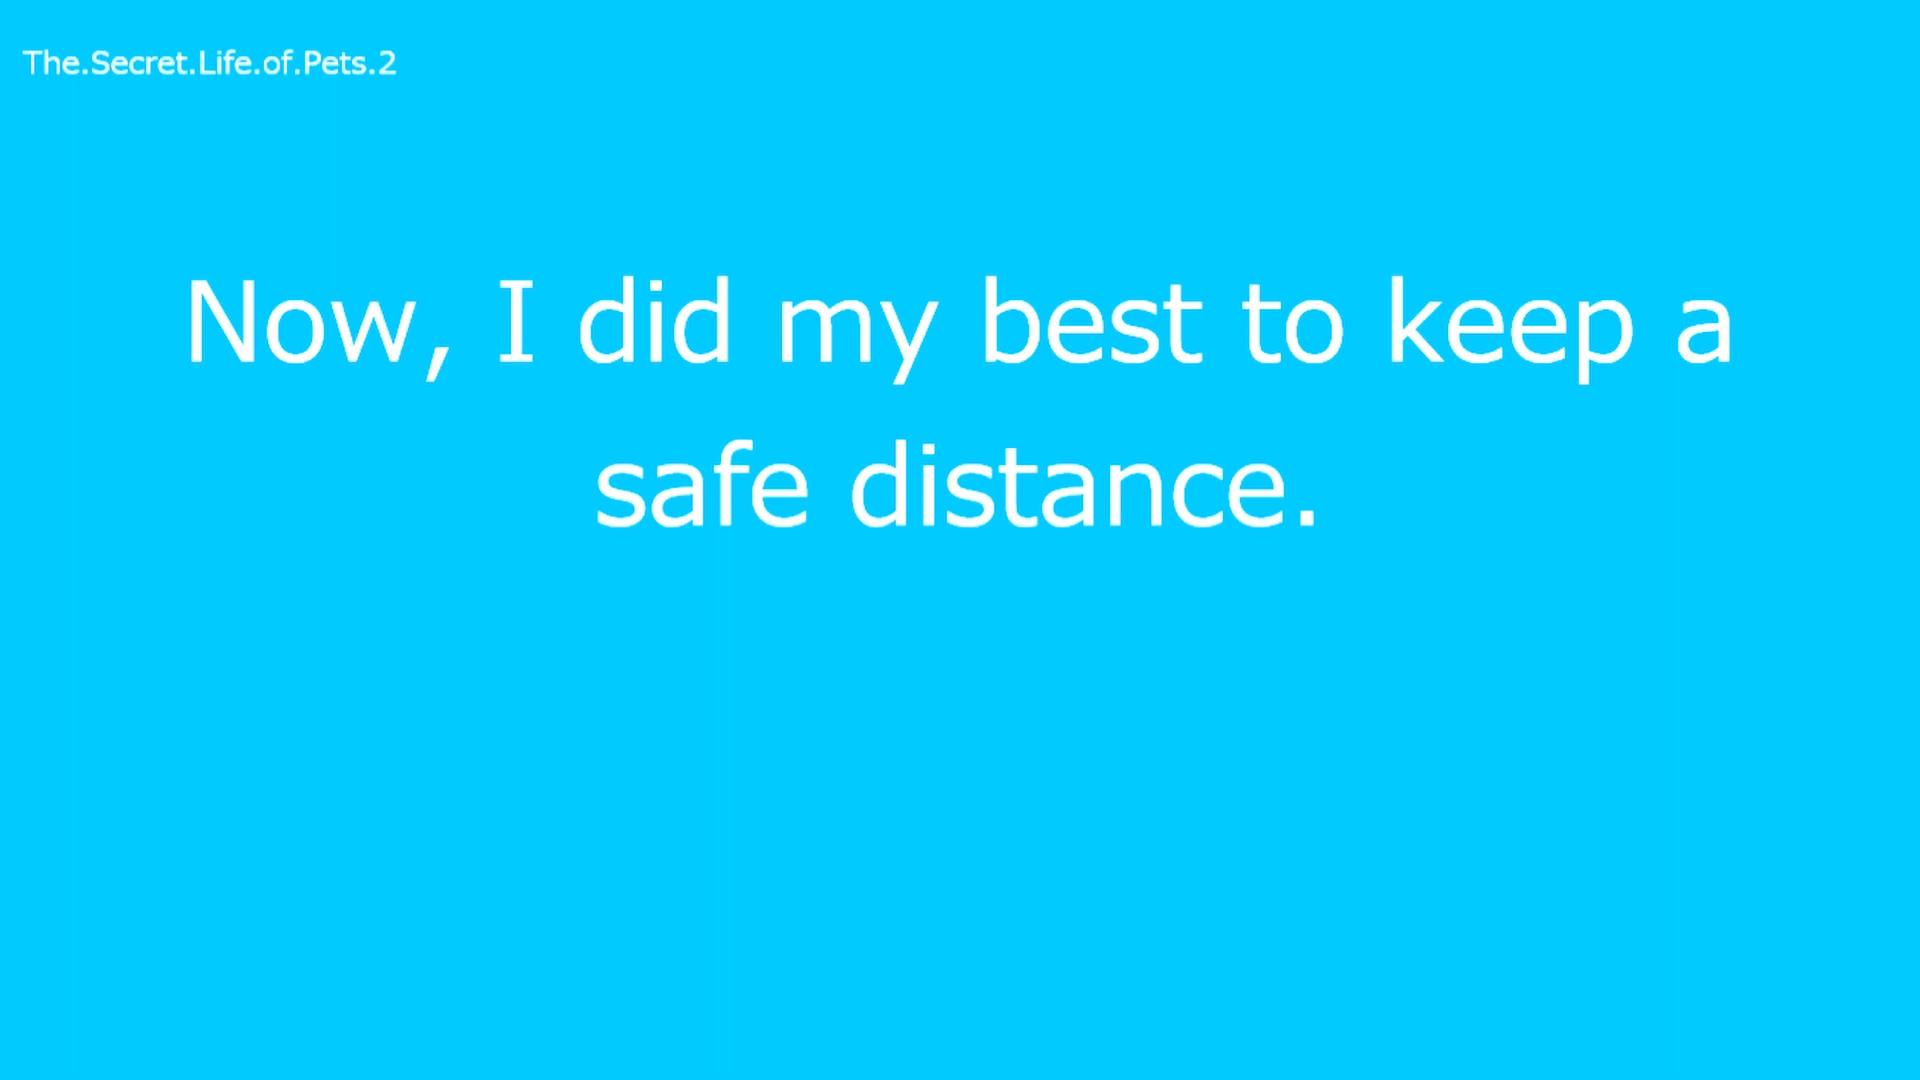 The.Secret.Life.of.Pets.2
Now, I did my best to keep a
safe distance.